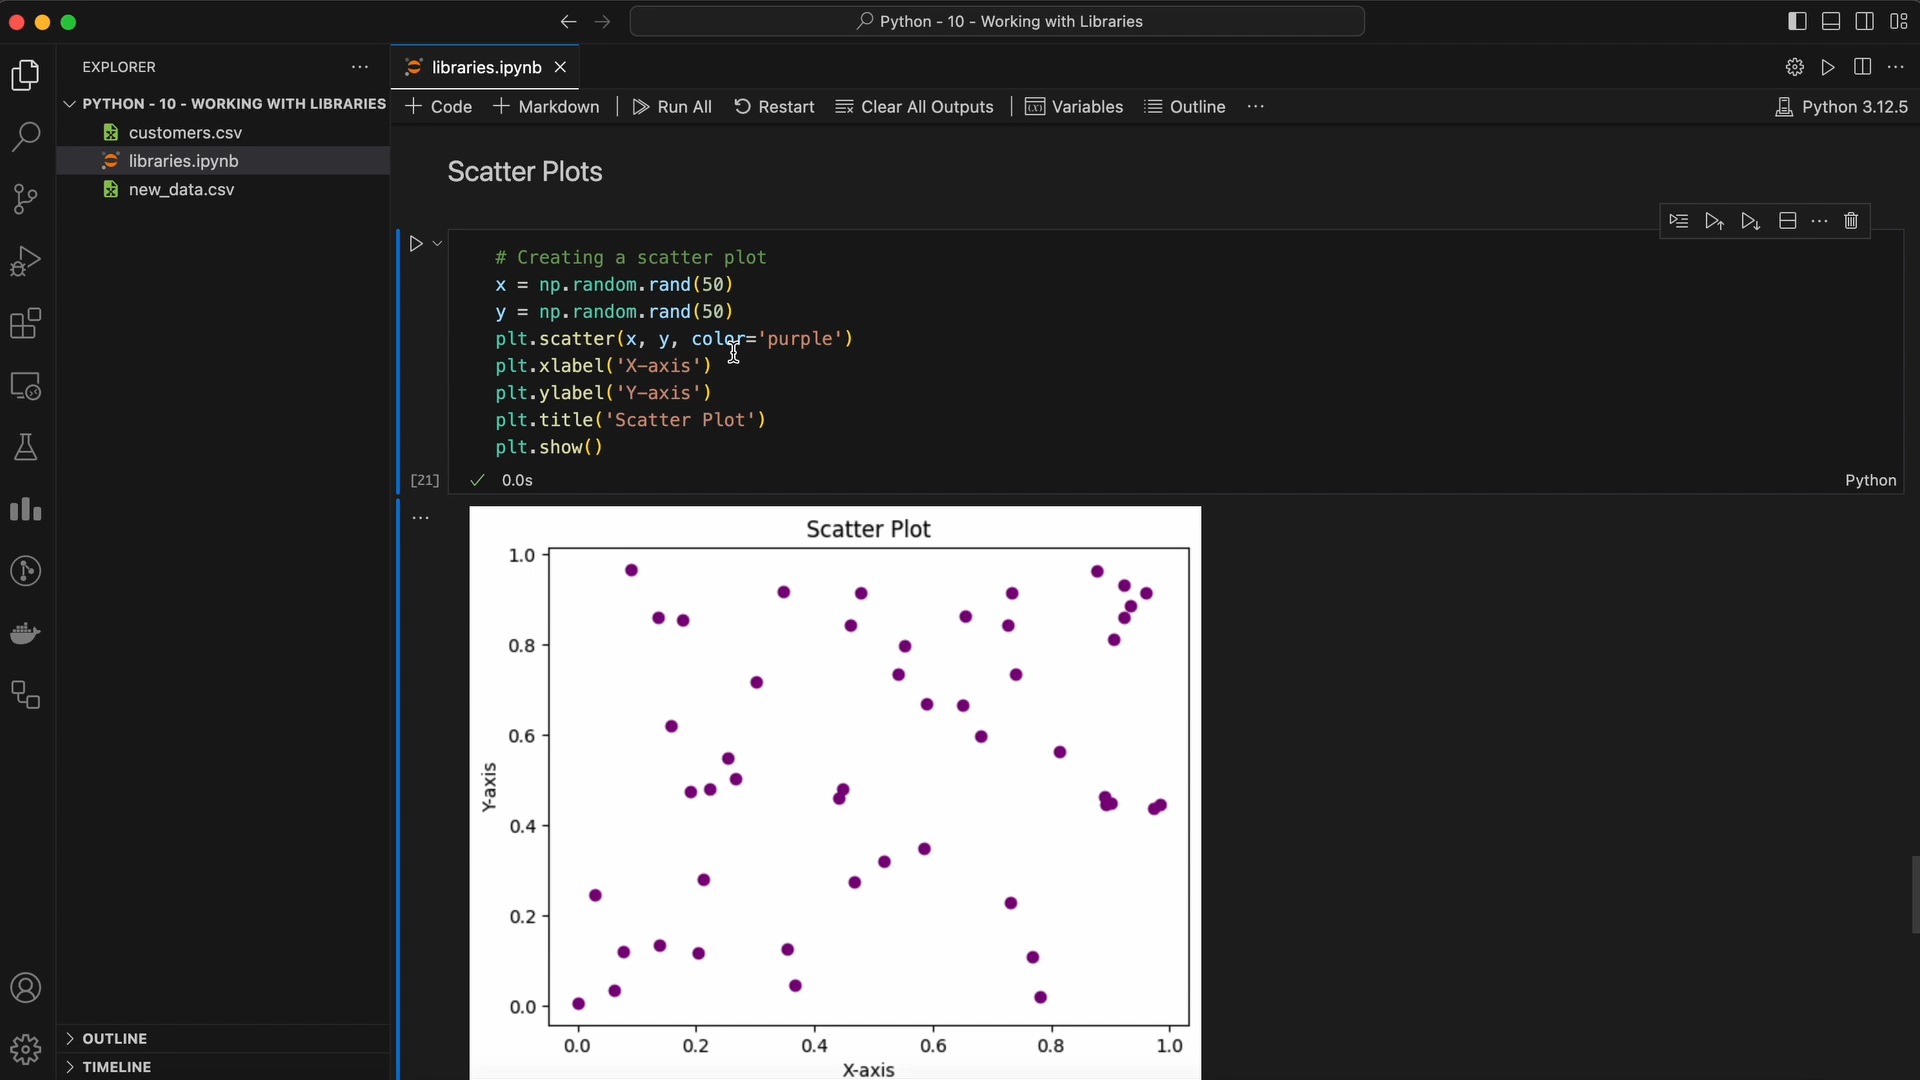 Python - 10 - Working with Libraries
EXPLORER
libraries.ipynb
PYTHON - 10 - WORKING WITH LIBRARIES
customers.csv
libraries.ipynb
new_data.csv
OUTLINE
TIMELINE
Code
Markdown
Run All
Restart
Clear All Outputs
Variables
Outline
Python 3.12.5
Scatter Plots
# Creating a scatter plot
x = np.random.rand(50)
y = np.random.rand(50)
plt.scatter(x, y, color='purple')
plt.xlabel('X-axis')
plt.ylabel('Y-axis')
plt.title('Scatter Plot')
plt.show()
[21]
0.0s
Python
Scatter Plot
1.0
0.8
0.6
0.4
0.2
0.0
Y-axis
0.0 0.2 0.4 0.6 0.8 1.0
X-axis